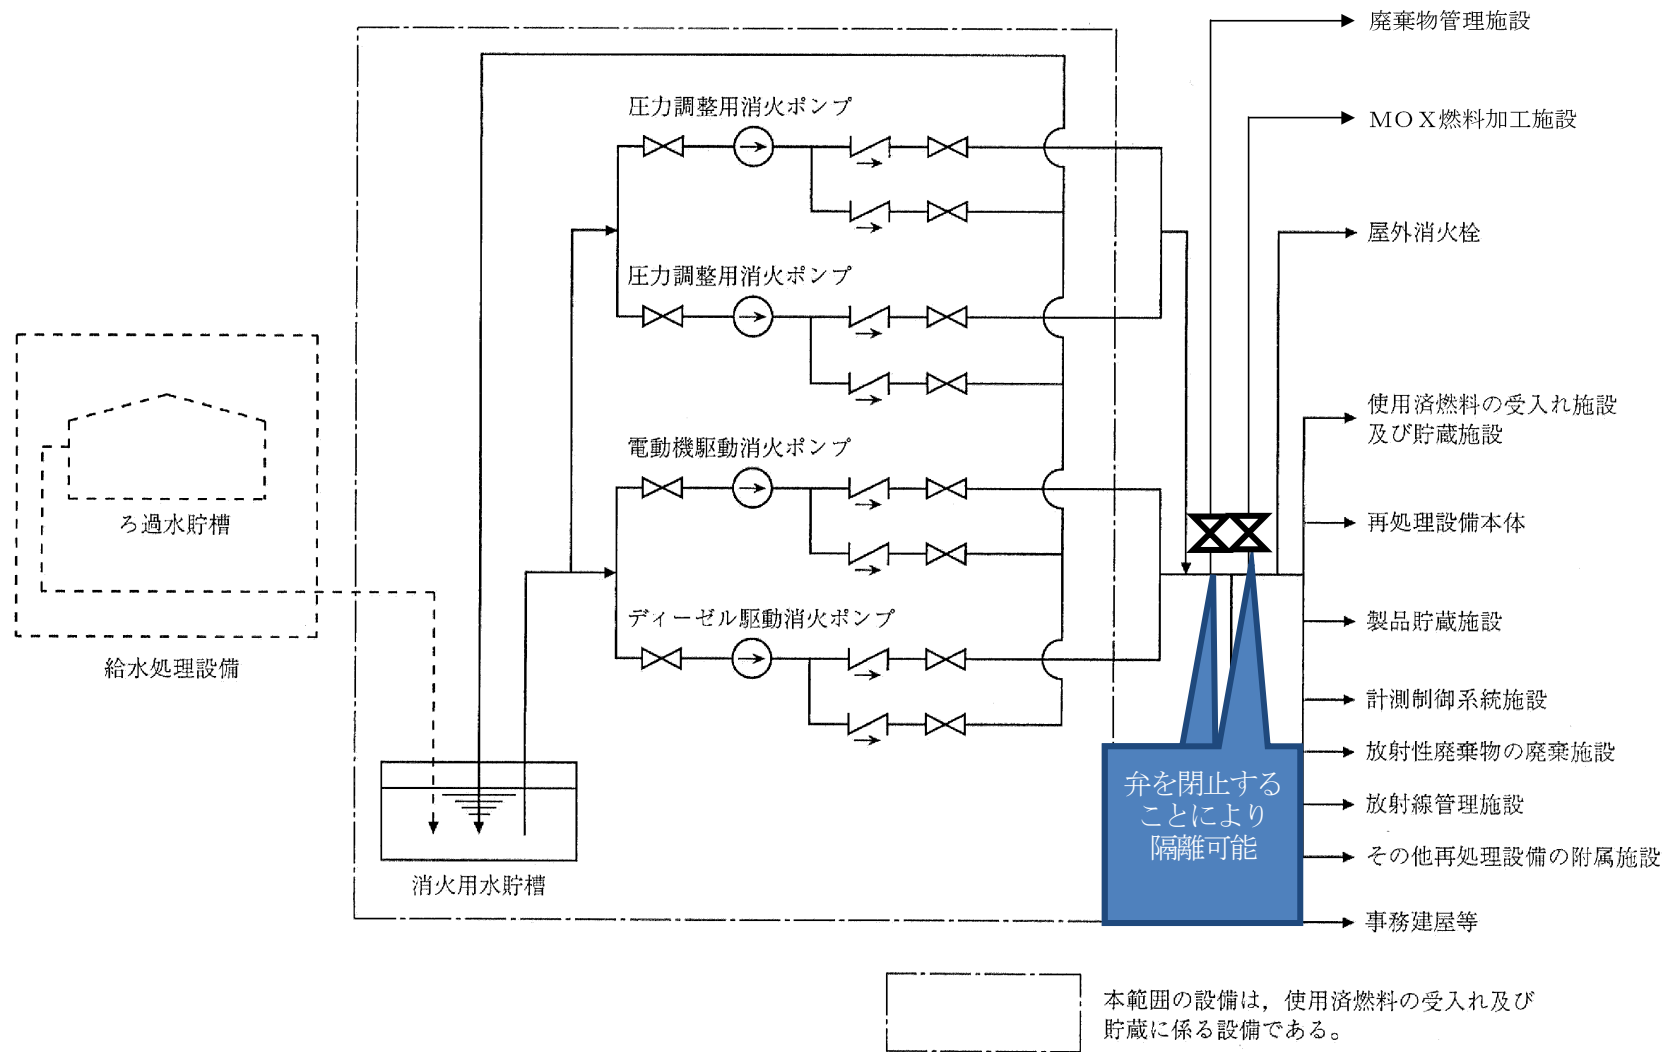 廃棄物管理施設
圧力調整用消火ポンプ
ＭＯＸ燃料加工施設
屋外消火栓
圧力調整用消火ポンプ
使用済燃料の受入れ施設
及び貯蔵施設
電動機駆動消火ポンプ
ろ過水貯槽
再処理設備本体
ディーゼル駆動消火ポンプ
製品貯蔵施設
給水処理設備
計測制御系統施設
放射性廃棄物の廃棄施設
弁を閉止する
ことにより
隔離可能
放射線管理施設
その他再処理設備の附属施設
消火用水貯槽
事務建屋等
本範囲の設備は，使用済燃料の受入れ及び
貯蔵に係る設備である。